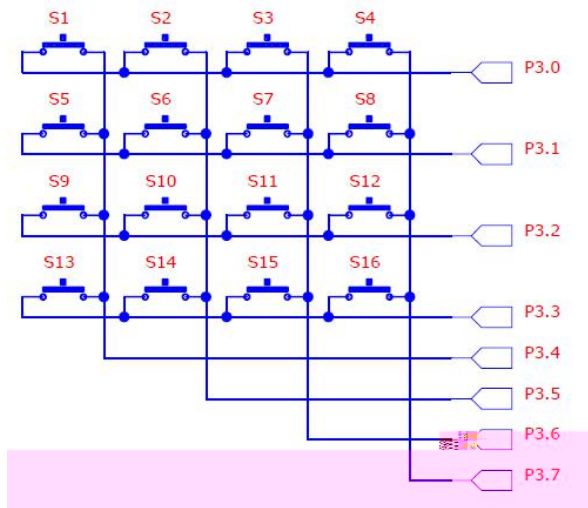 S1 S2 S3 S4
P3.0
S5 S6 S7 S8
P3.1
S9 S10 S11 S12
P3.2
S13 S14 S15 S16
P3.3
P3.4
P3.5
P3.6
P3.7